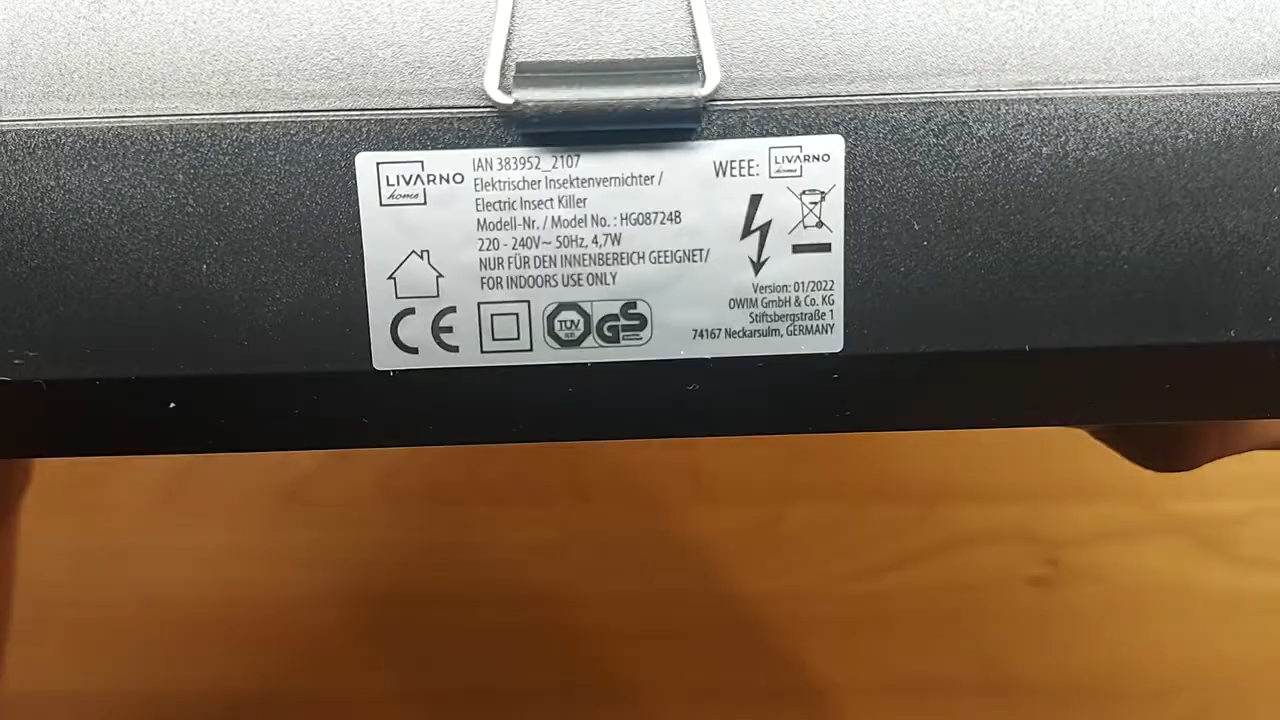 LIVARNO
home
IAN 383952_2107
Elektrischer Insektenvernichter /
Electric Insect Killer
Modell-Nr. / Model No. : HG08724B
220 - 240V~ 50Hz, 4,7W
NUR FÜR DEN INNENBEREICH GEEIGNET/
FOR INDOORS USE ONLY
CE
TÜV
SÜD
GS
WEEE:
LIVARNO
home
Version: 01/2022
OWIM GmbH & Co. KG
Stiftsbergstraße 1
74167 Neckarsulm, GERMANY